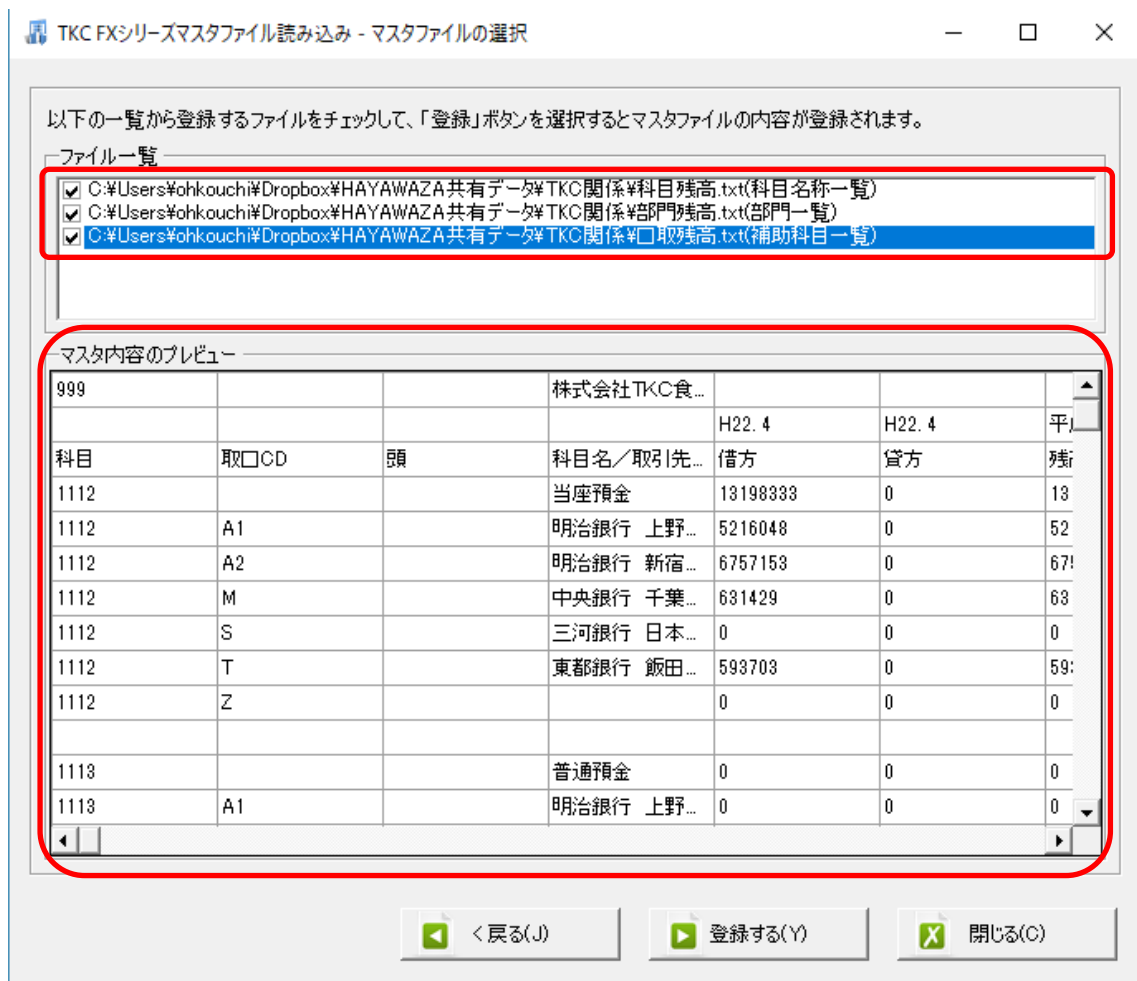 TKC FXシリーズマスタファイル読み込み - マスタファイルの選択
以下の一覧から登録するファイルをチェックして、「登録」ボタンを選択するとマスタファイルの内容が登録されます。
ファイル一覧
C:¥Users¥ohkouchi¥Dropbox¥HAYAWAZA共有データ¥TKC関係¥科目残高.txt(科目名称一覧)
C:¥Users¥ohkouchi¥Dropbox¥HAYAWAZA共有データ¥TKC関係¥部門残高.txt(部門一覧)
C:¥Users¥ohkouchi¥Dropbox¥HAYAWAZA共有データ¥TKC関係¥口取残高.txt(補助科目一覧)
マスタ内容のプレビュー
999 株式会社TKC食...
H22. 4 H22. 4
科目 取口CD 頭 科目名／取引先... 借方 貸方
1112 当座預金 13198333 0 13
1112 A1 明治銀行 上野... 5216048 0 52
1112 A2 明治銀行 新宿... 6757153 0 67
1112 M 中央銀行 千葉... 631429 0 63
1112 S 三河銀行 日本... 0 0 0
1112 T 東都銀行 飯田... 593703 0 59
1112 Z 0 0 0
1113 普通預金 0 0 0
1113 A1 明治銀行 上野... 0 0 0
<戻る(J) 登録する(Y) 閉じる(C)